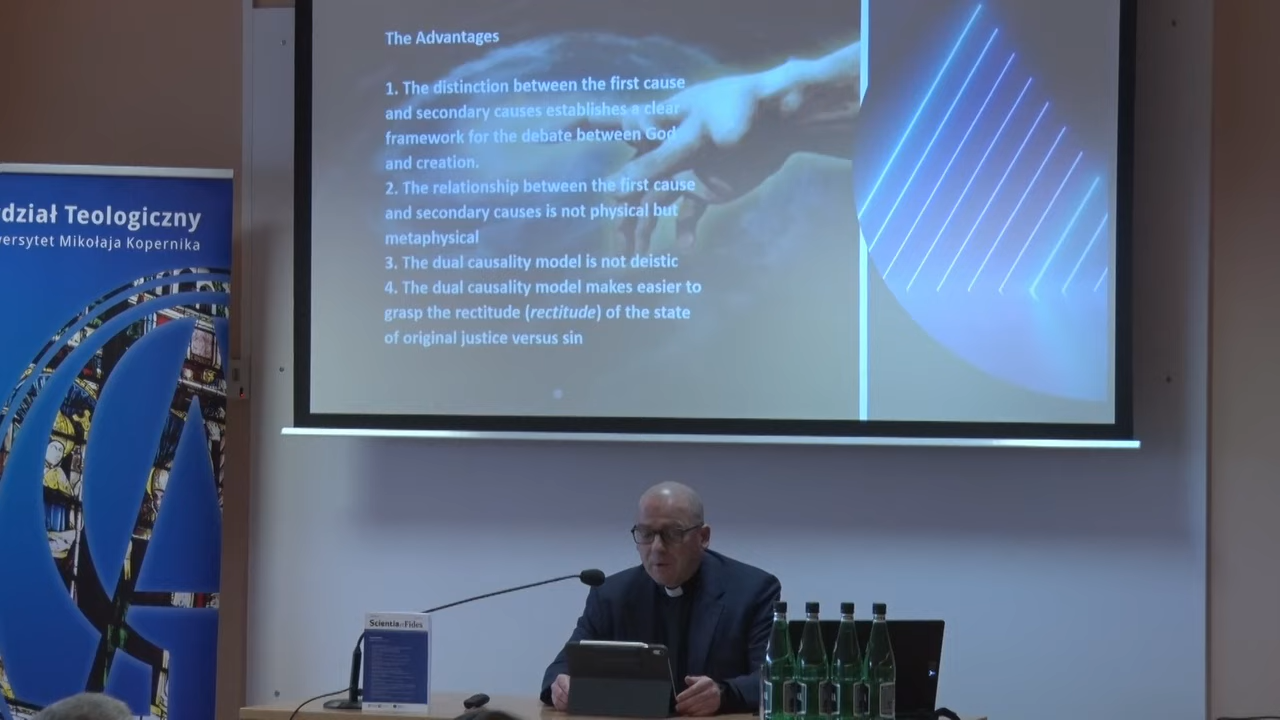 The Advantages
1. The distinction between the first cause
and secondary causes establishes a clear
framework for the debate between God
and creation.
2. The relationship between the first cause
and secondary causes is not physical but
metaphysical
3. The dual causality model is not deistic
4. The dual causality model makes easier to
grasp the rectitude (rectitude) of the state
of original justice versus sin
dział Teologiczny
wersytet Mikołaja Kopernika
ScientiaetFides